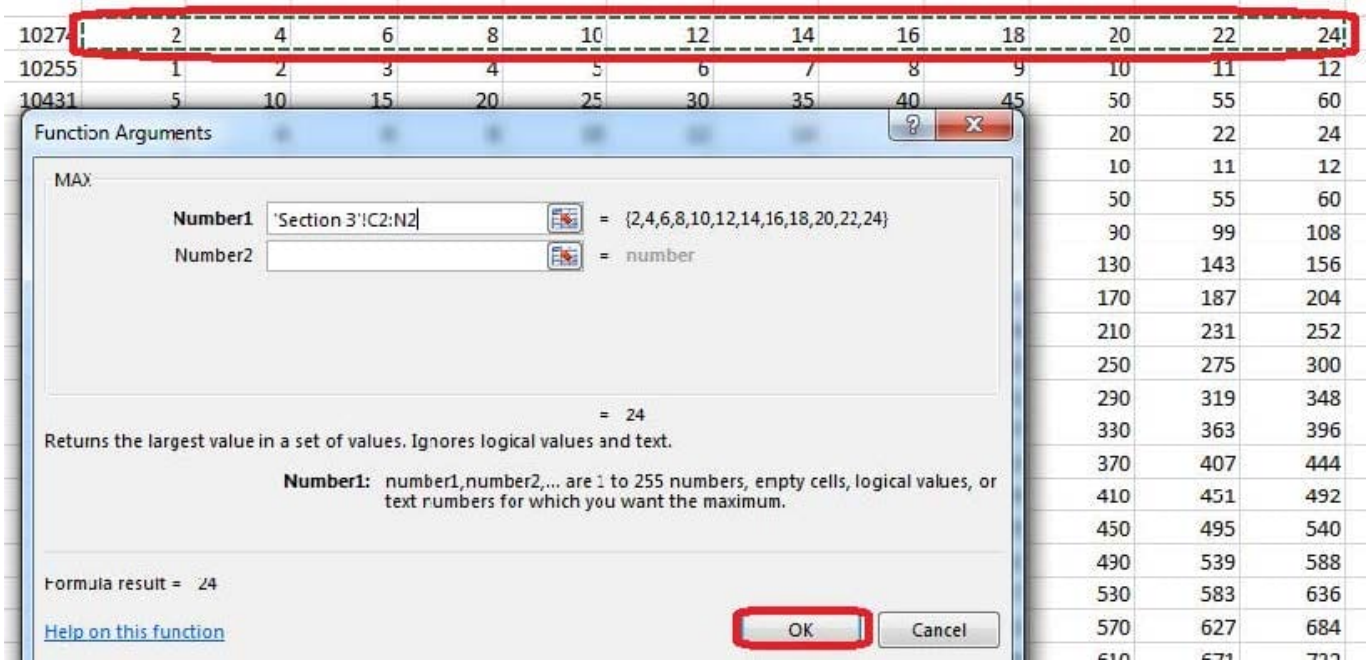 10274 2 4 6 8 10 12 14 16 18 20 22 24
10255 1 2 3 4 5 6 7 8 9 10 11 12
10431 5 10 15 20 25 30 35 40 45 50 55 60
Function Arguments
20 22 24
MAX
10 11 12
Number1 'Section 3'!C2:N2 = {2,4,6,8,10,12,14,16,18,20,22,24}
50 55 60
Number2 = number
90 99 108
130 143 156
170 187 204
210 231 252
250 275 300
290 319 348
= 24
Returns the largest value in a set of values. Ignores logical values and text.
330 363 396
370 407 444
Number1: number1,number2,... are 1 to 255 numbers, empty cells, logical values, or
text numbers for which you want the maximum.
410 451 492
450 495 540
490 539 588
Formula result = 24
530 583 636
Help on this function
OK
Cancel
570 627 684
610 671 732